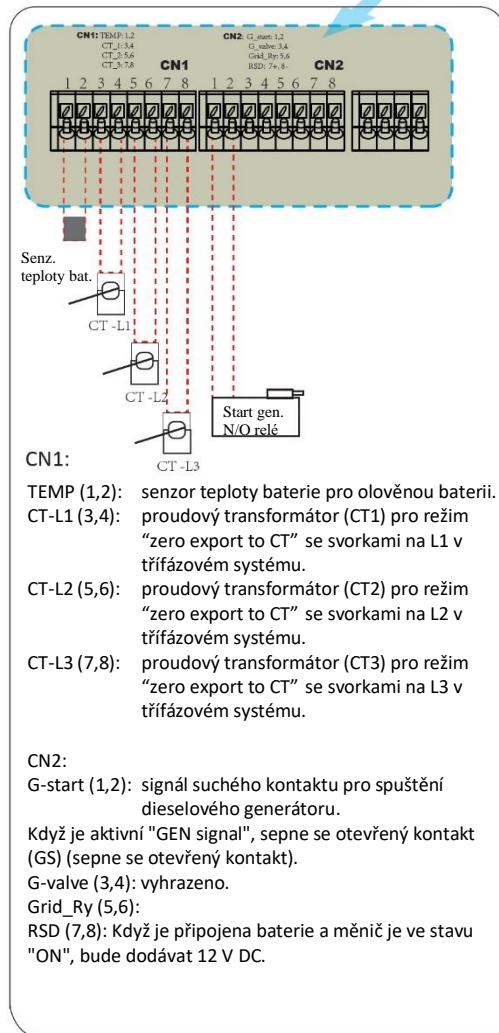 CN1: TEMP: 1,2
CT_1: 3,4
CT_2: 5,6
CT_3: 7,8
CN2: G_start: 1,2
G_valve: 3,4
Grid_Ry: 5,6
RSD: 7+, 8-
CN1
CN2
1 2 3 4 5 6 7 8
1 2 3 4 5 6 7 8
Senz.
teploty bat.
CT -L1
CT -L2
CT -L3
Start gen.
N/O relé
CN1:
TEMP (1,2): senzor teploty baterie pro olověnou baterii.
CT-L1 (3,4): proudový transformátor (CT1) pro režim
“zero export to CT” se svorkami na L1 v
třífázovém systému.
CT-L2 (5,6): proudový transformátor (CT2) pro režim
“zero export to CT” se svorkami na L2 v
třífázovém systému.
CT-L3 (7,8): proudový transformátor (CT3) pro režim
“zero export to CT” se svorkami na L3 v
třífázovém systému.
CN2:
G-start (1,2): signál suchého kontaktu pro spuštění
dieselového generátoru.
Když je aktivní "GEN signal", sepne se otevřený kontakt
(GS) (sepne se otevřený kontakt).
G-valve (3,4): vyhrazeno.
Grid_Ry (5,6):
RSD (7,8): Když je připojena baterie a měnič je ve stavu
"ON", bude dodávat 12 V DC.